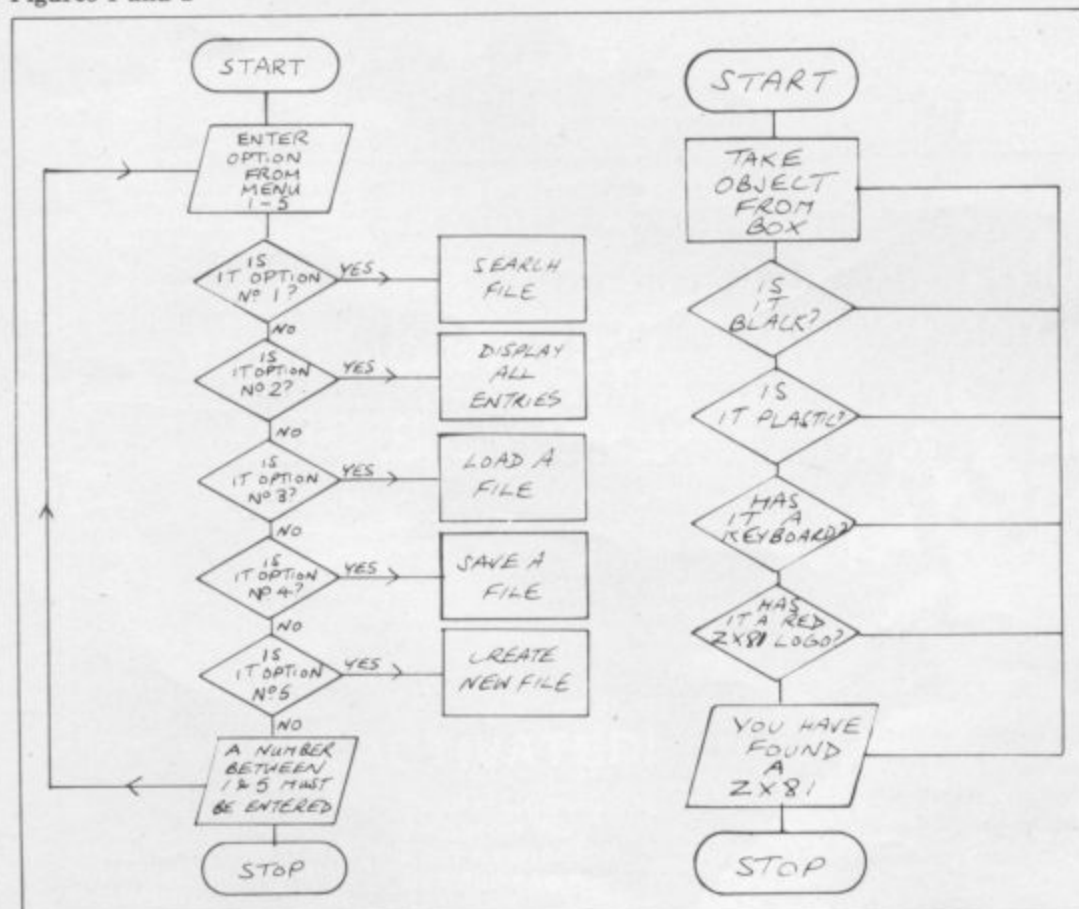 START
ENTER
OPTION
FROM
MENU
1-5
IS
IT OPTION
Nº 1?
YES
SEARCH
FILE
NO
IS
IT OPTION
Nº 2?
YES
DISPLAY
ALL
ENTRIES
NO
IS
IT OPTION
Nº 3?
YES
LOAD A
FILE
NO
IS
IT OPTION
Nº 4?
YES
SAVE A
FILE
NO
IS
IT OPTION
Nº 5
YES
CREATE
NEW FILE
NO
A NUMBER
BETWEEN
1 & 5 MUST
BE ENTERED
STOP
START
TAKE
OBJECT
FROM
BOX
IS
IT
BLACK?
IS
IT PLASTIC?
HAS
IT A
KEYBOARD?
HAS
IT A RED
ZX81 LOGO?
YOU HAVE
FOUND
A
ZX81
STOP